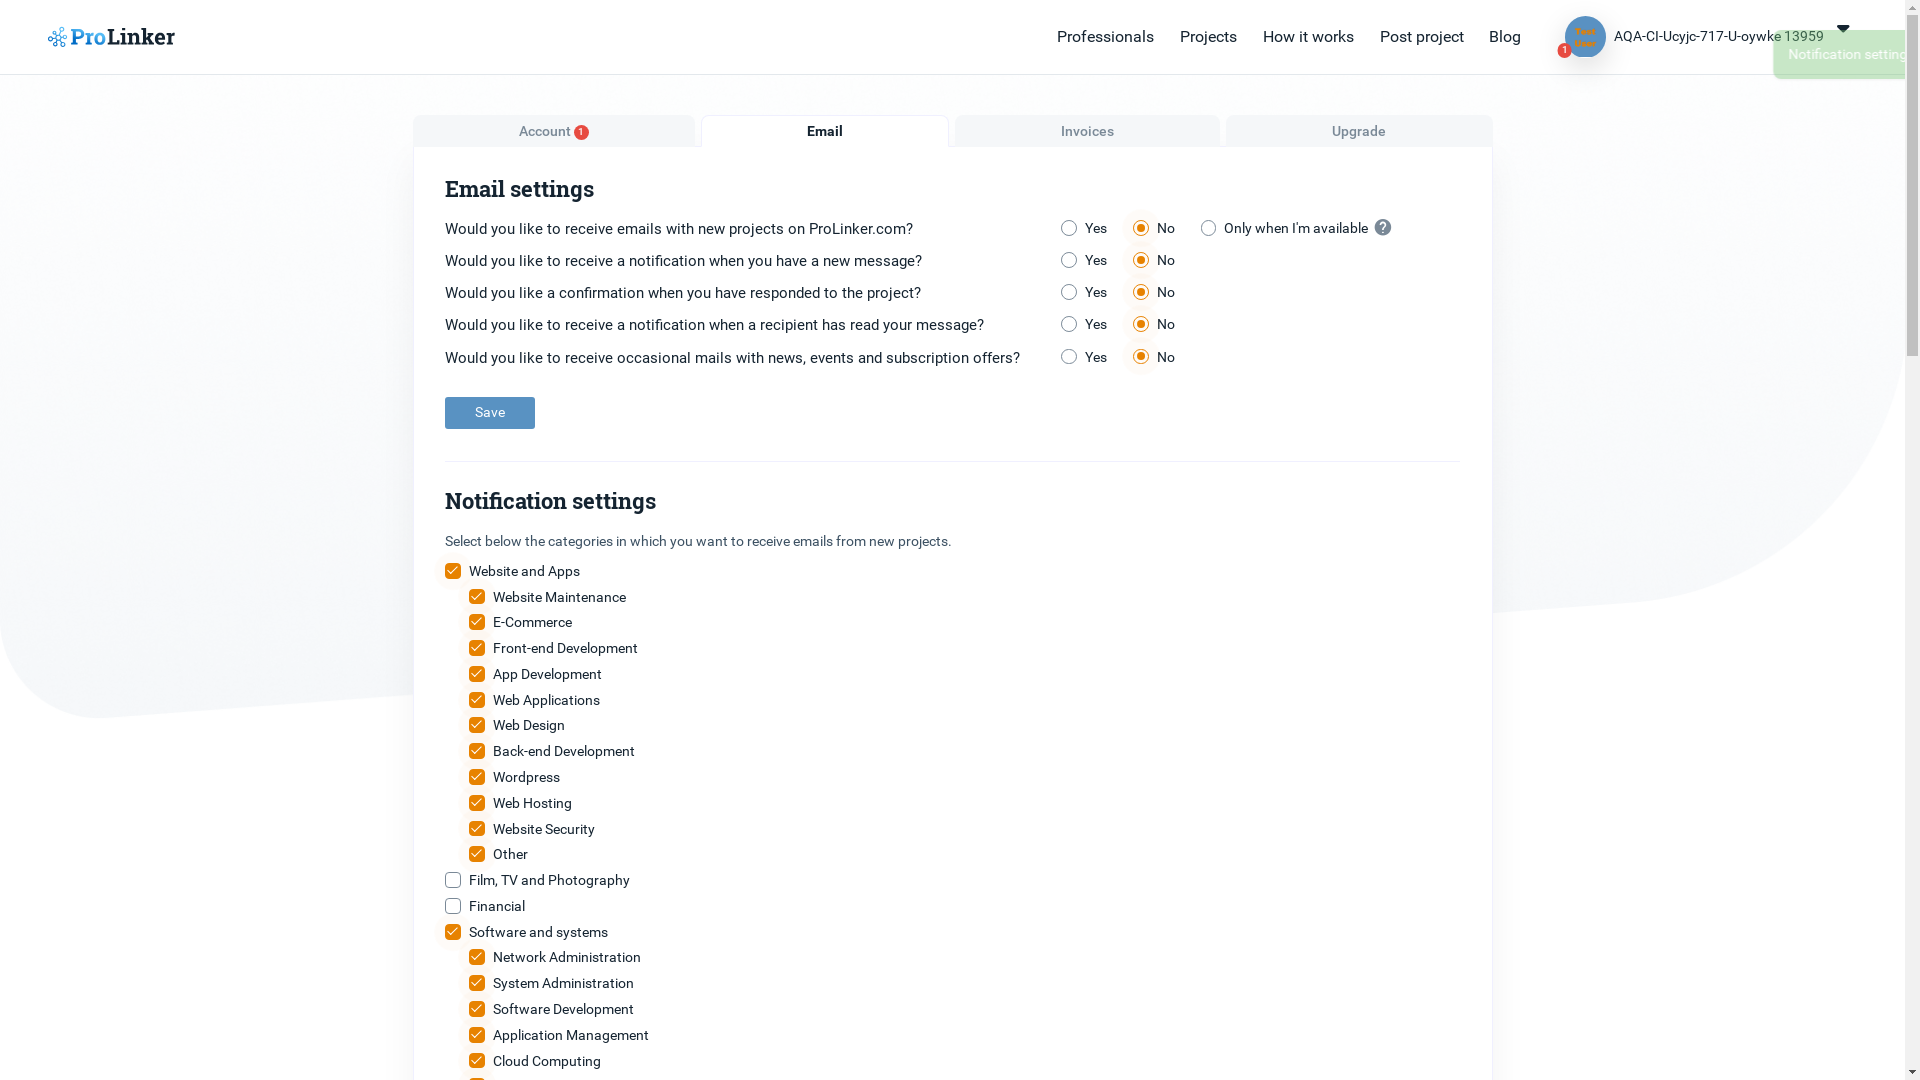 ProLinker
Professionals
Projects
How it works
Post project
Blog
Test
User
1
AQA-CI-Ucyjc-717-U-oywke 13959
Notification setting
Account 1
Email
Invoices
Upgrade
Email settings
Would you like to receive emails with new projects on ProLinker.com? Yes No Only when I'm available ?
Would you like to receive a notification when you have a new message? Yes No
Would you like a confirmation when you have responded to the project? Yes No
Would you like to receive a notification when a recipient has read your message? Yes No
Would you like to receive occasional mails with news, events and subscription offers? Yes No
Save
Notification settings
Select below the categories in which you want to receive emails from new projects.
Website and Apps
Website Maintenance
E-Commerce
Front-end Development
App Development
Web Applications
Web Design
Back-end Development
Wordpress
Web Hosting
Website Security
Other
Film, TV and Photography
Financial
Software and systems
Network Administration
System Administration
Software Development
Application Management
Cloud Computing